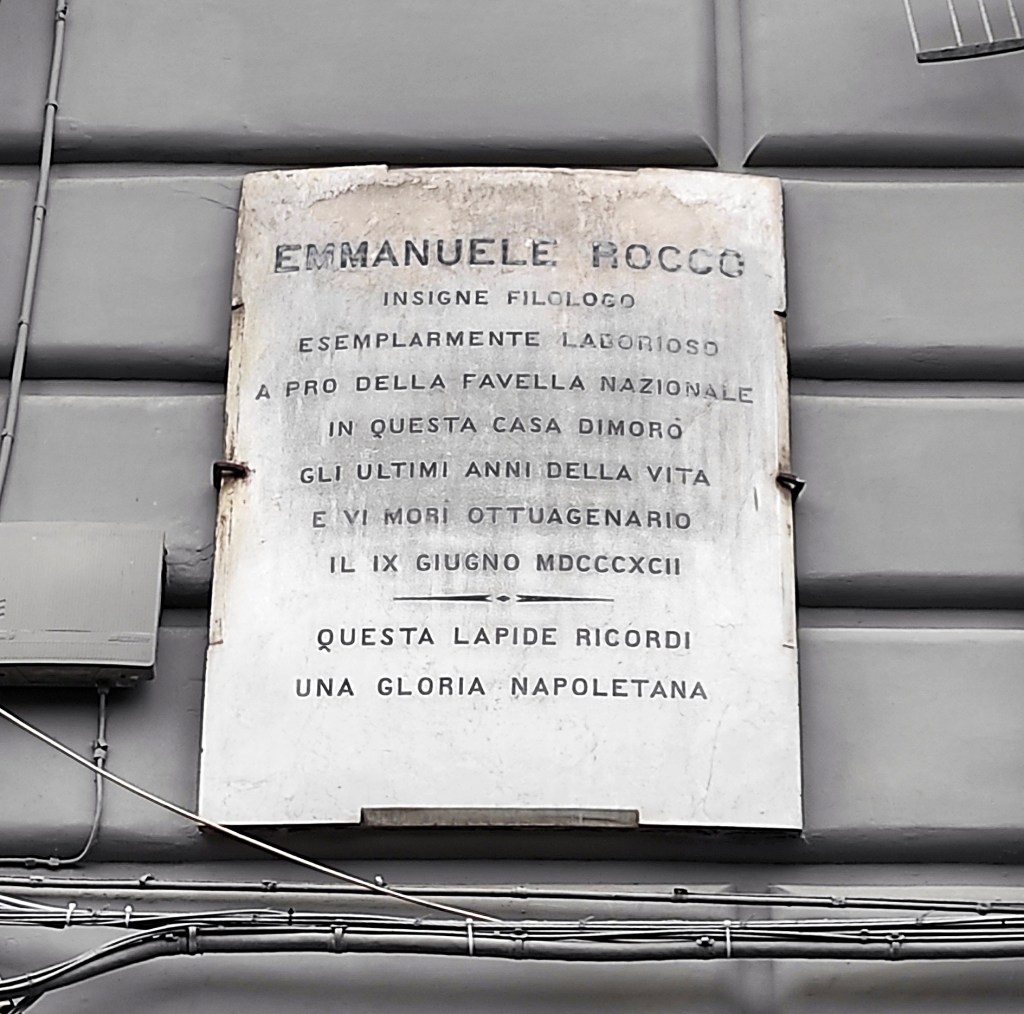 EMMANUELE ROCCO
INSIGNE FILOLOGO
ESEMPLARMENTE LABORIOSO
A PRO DELLA FAVELLA NAZIONALE
IN QUESTA CASA DIMORÒ
GLI ULTIMI ANNI DELLA VITA
E VI MORÌ OTTUAGENARIO
IL IX GIUGNO MDCCCXCII
QUESTA LAPIDE RICORDI
UNA GLORIA NAPOLETANA